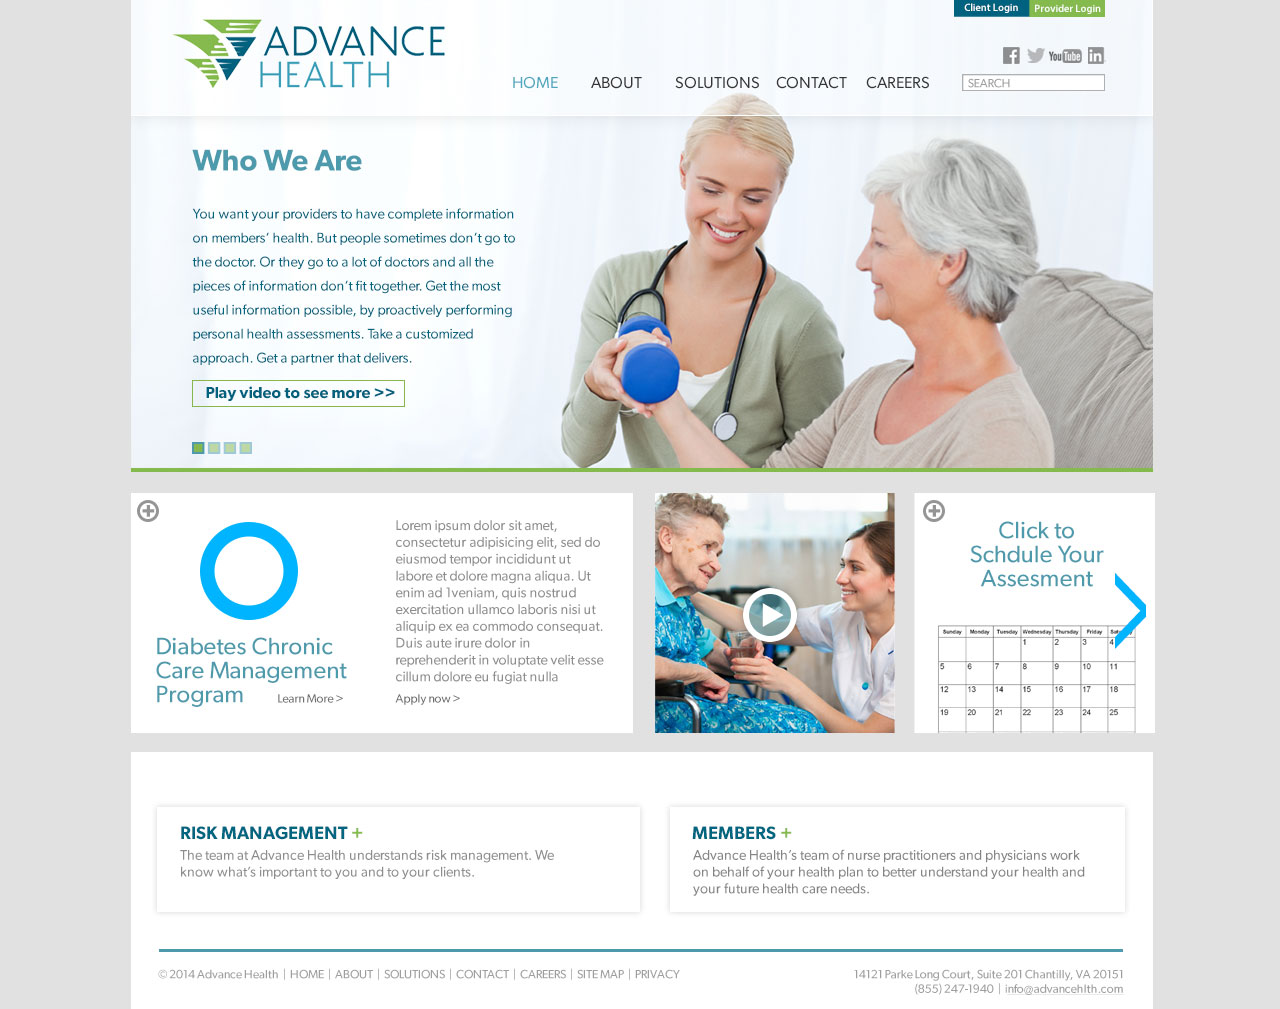 Client Login
Provider Login
ADVANCE
HEALTH
You Tube
in
HOME
ABOUT
SOLUTIONS
CONTACT
CAREERS
SEARCH
Who We Are
You want your providers to have complete information
on members’ health. But people sometimes don’t go to
the doctor. Or they go to a lot of doctors and all the
pieces of information don’t fit together. Get the most
useful information possible, by proactively performing
personal health assessments. Take a customized
approach. Get a partner that delivers.
Play video to see more >>
Diabetes Chronic
Care Management
Program
Learn More >
Lorem ipsum dolor sit amet,
consectetur adipisicing elit, sed do
eiusmod tempor incididunt ut
labore et dolore magna aliqua. Ut
enim ad 1veniam, quis nostrud
exercitation ullamco laboris nisi ut
aliquip ex ea commodo consequat.
Duis aute irure dolor in
reprehenderit in voluptate velit esse
cillum dolore eu fugiat nulla
Apply now >
Click to
Schdule Your
Assesment
Sunday Monday Tuesday Wednesday Thursday Friday
1 2 3 4
5 6 7 8 9 10 11
12 13 14 15 16 17 18
19 20 21 22 23 24 25
RISK MANAGEMENT +
The team at Advance Health understands risk management. We
know what’s important to you and to your clients.
MEMBERS +
Advance Health’s team of nurse practitioners and physicians work
on behalf of your health plan to better understand your health and
your future health care needs.
© 2014 Advance Health | HOME | ABOUT | SOLUTIONS | CONTACT | CAREERS | SITE MAP | PRIVACY
14121 Parke Long Court, Suite 201 Chantilly, VA 20151
(855) 247-1940 | info@advancehlth.com